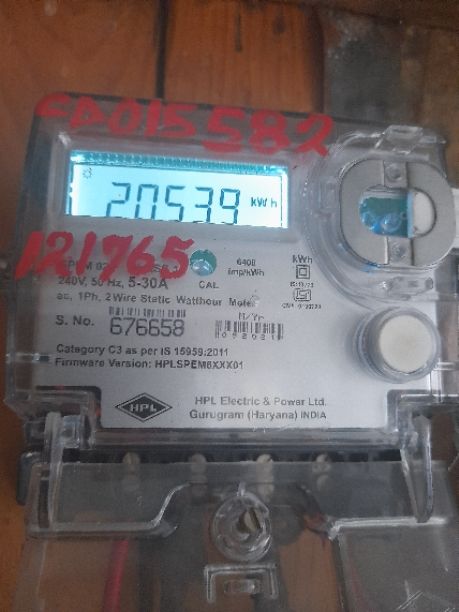 CD015582
20539 kWh
121765
6400
imp/kWh
CAL
kWh
240V, 50 Hz, 5-30A
ac, 1Ph, 2 Wire Static Watthour Meter
S. No. 676658
M/Yr
Category C3 as per IS 15959:2011
Firmware Version: HPLSPEM8XXX01
HPL
HPL Electric & Power Ltd.
Gurugram (Haryana) INDIA